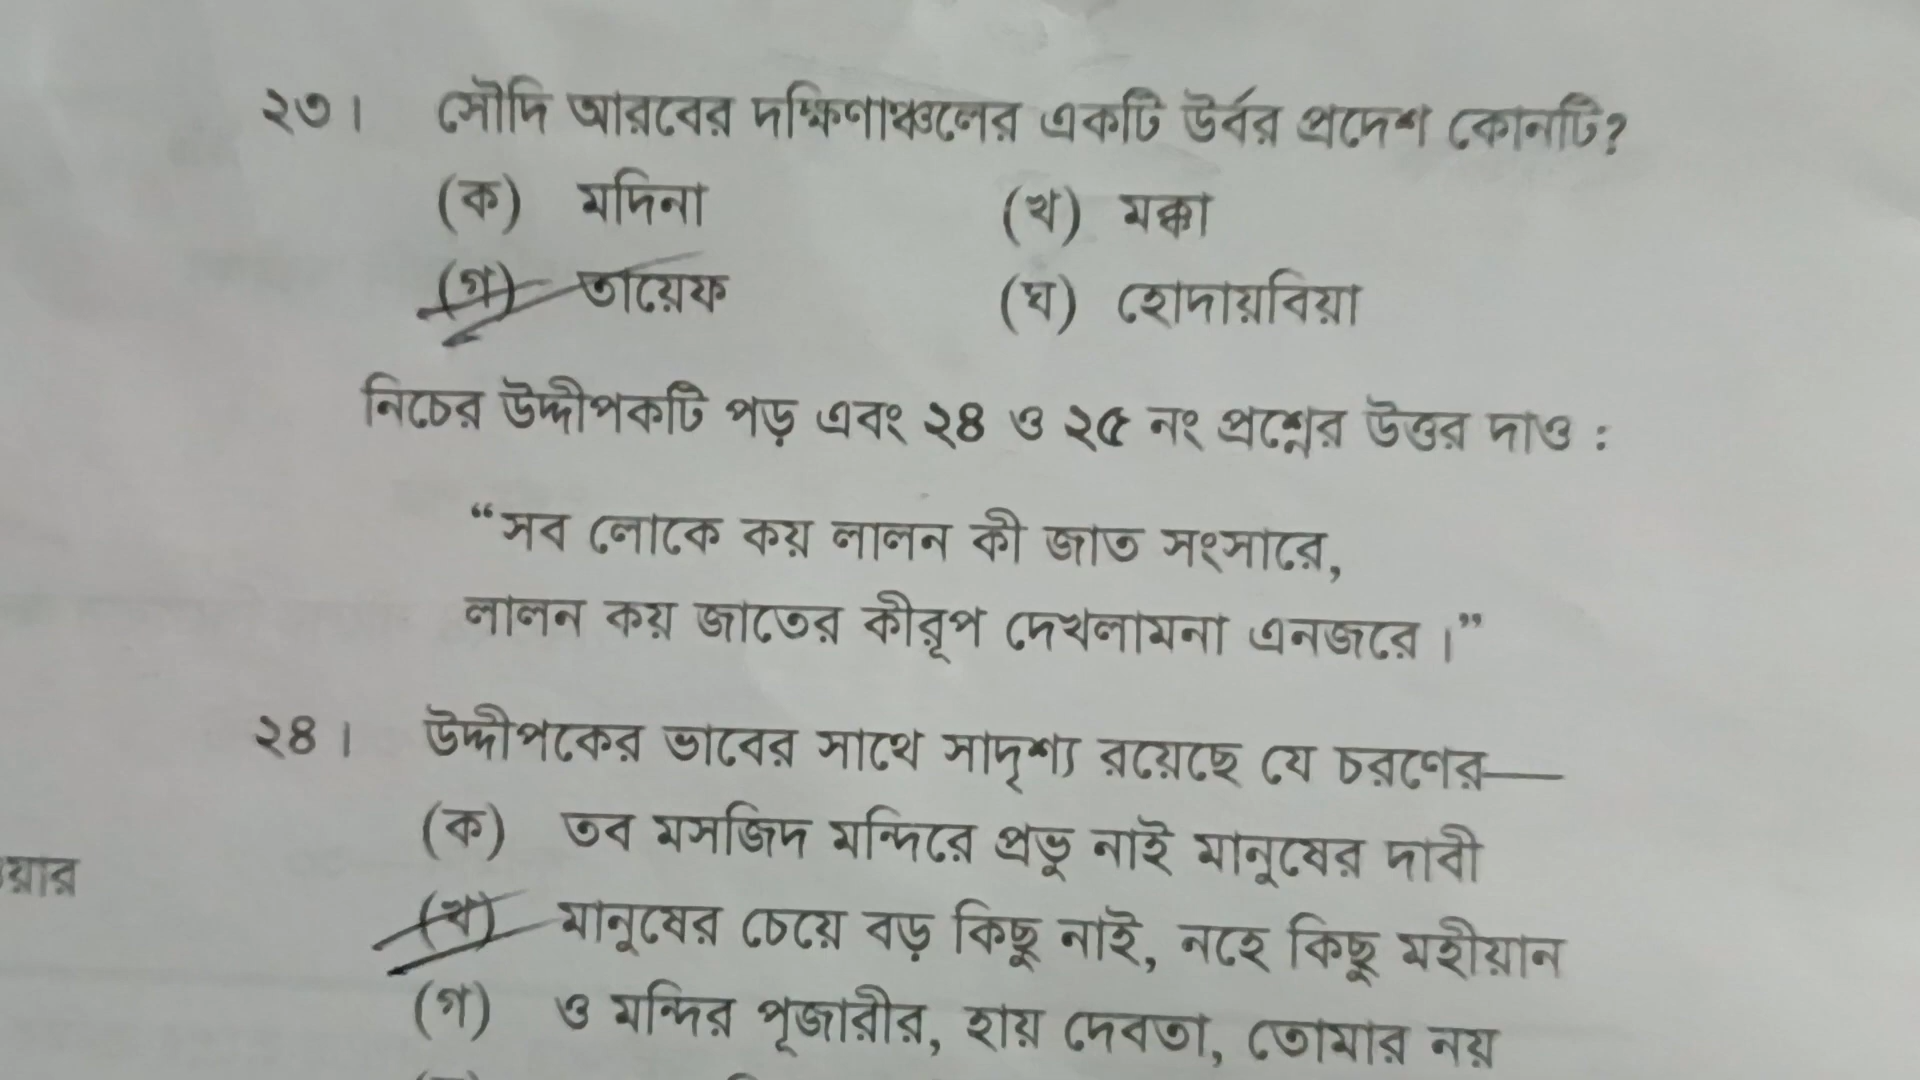 ২৩। সৌদি আরবের দক্ষিণাঞ্চলের একটি উর্বর প্রদেশ কোনটি?
(ক) মদিনা (খ) মক্কা
(গ) তায়েফ (ঘ) হোদায়বিয়া
নিচের উদ্দীপকটি পড় এবং ২৪ ও ২৫ নং প্রশ্নের উত্তর দাও :
“সব লোকে কয় লালন কী জাত সংসারে,
লালন কয় জাতের কীরূপ দেখলামনা এনজরে।”
২৪। উদ্দীপকের ভাবের সাথে সাদৃশ্য রয়েছে যে চরণের—
(ক) তব মসজিদ মন্দিরে প্রভু নাই মানুষের দাবী
(খ) মানুষের চেয়ে বড় কিছু নাই, নহে কিছু মহীয়ান
(গ) ও মন্দির পূজারীর, হায় দেবতা, তোমার নয়